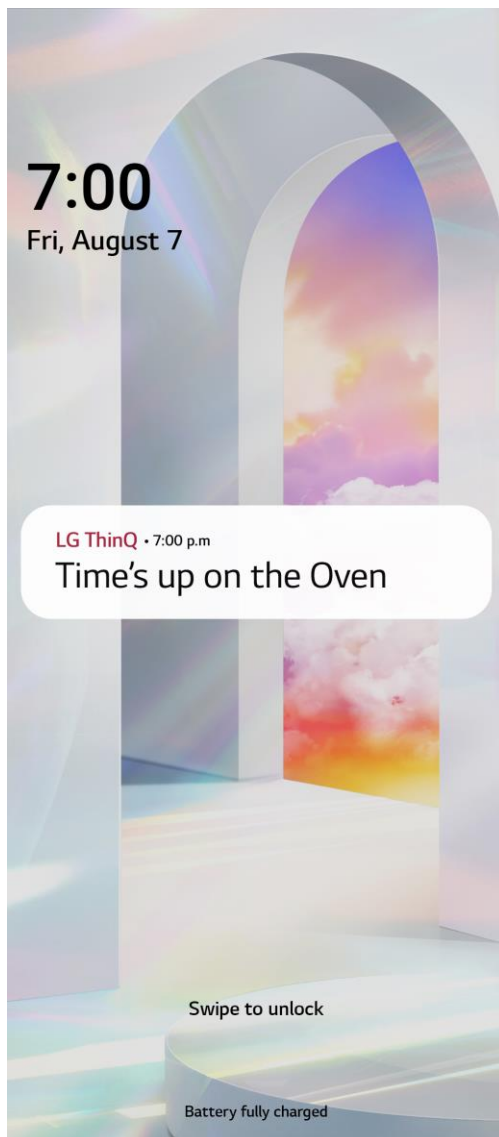 7:00
Fri, August 7
LG ThinQ • 7:00 p.m
Time's up on the Oven
Swipe to unlock
Battery fully charged